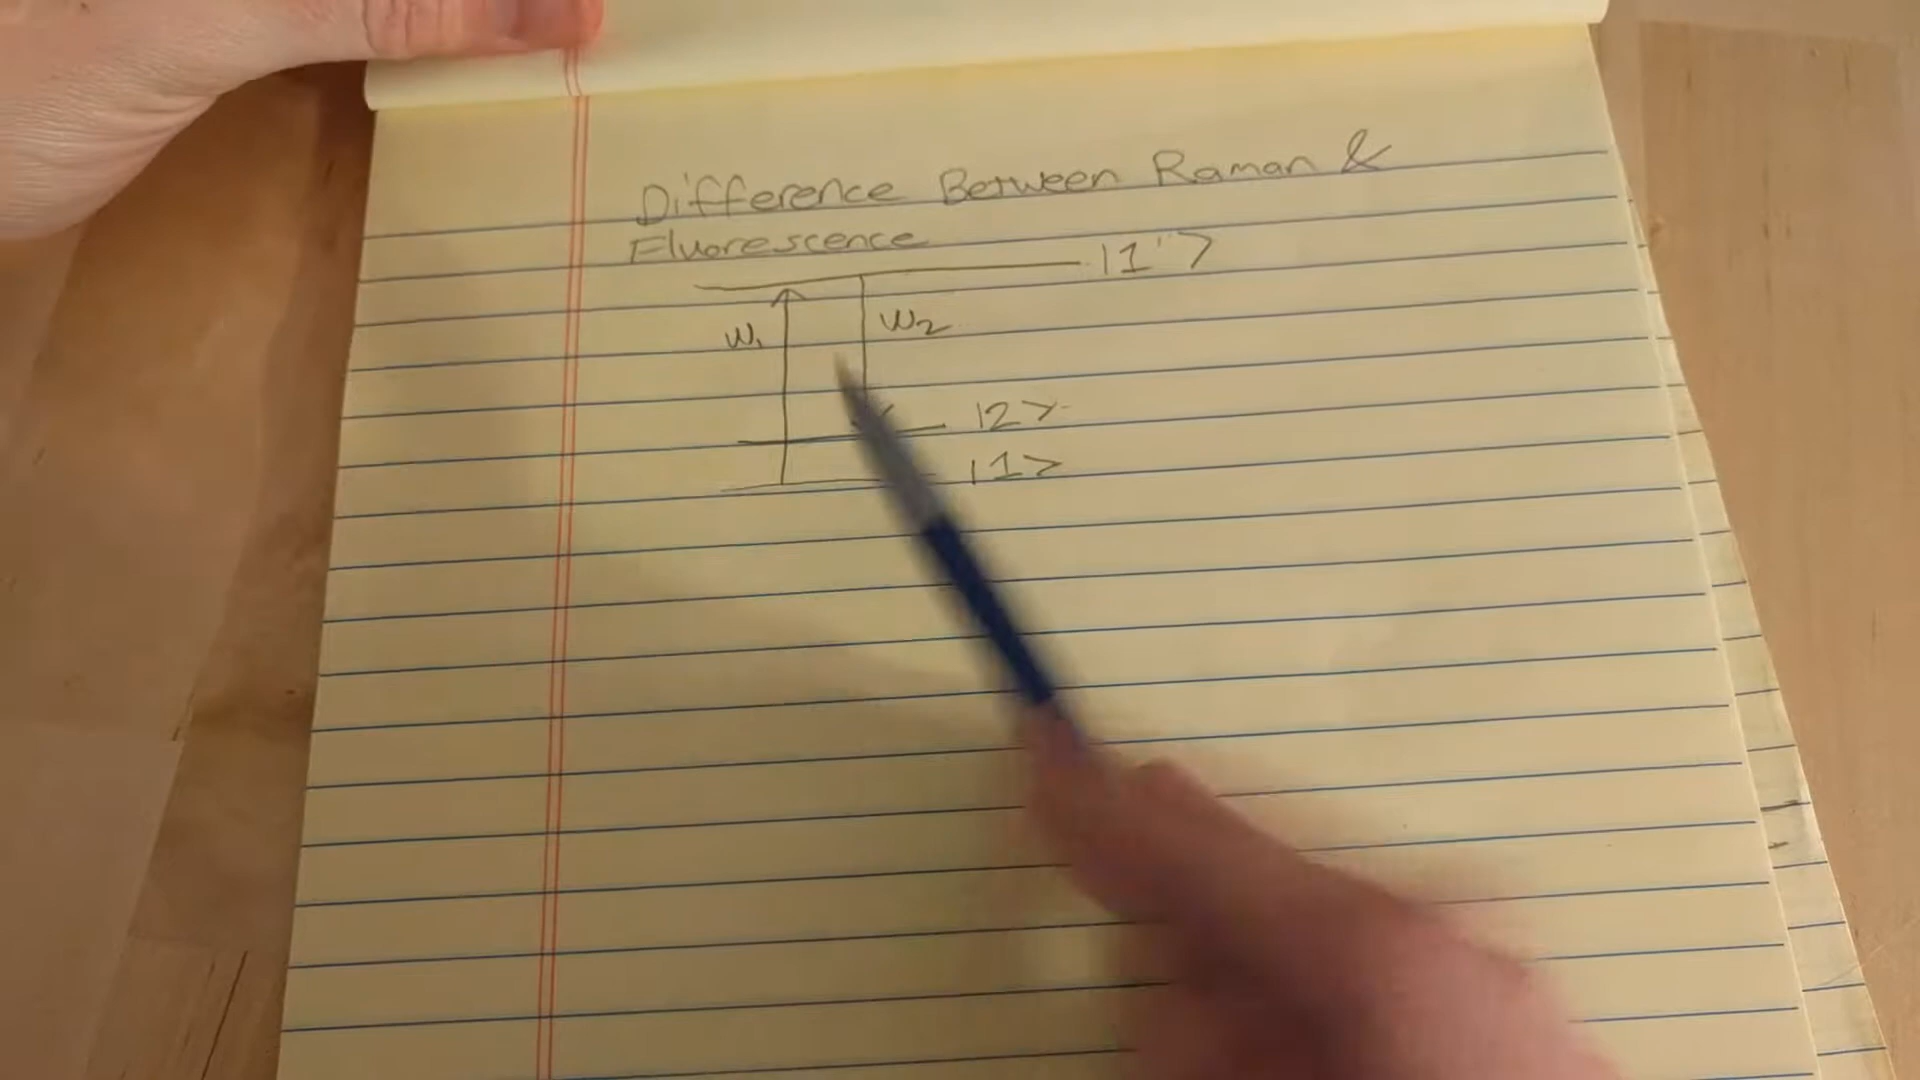 Difference Between Raman &
Fluorescence
|1'>
w₁ w₂
|2>
|1>